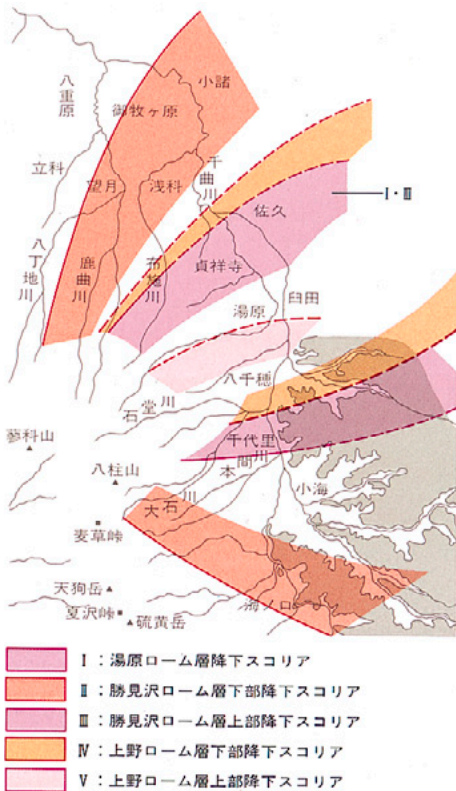 小諸
八重原
御牧ヶ原
千曲川
立科
望月
浅科
Ⅰ・Ⅲ
佐久
八丁地川
鹿曲川
布施川
貞祥寺
湯原
臼田
八千穂
石堂川
蓼科山
千代里
本間川
八柱山
小海
大石川
麦草峠
天狗岳
海ノ口
夏沢峠
硫黄岳
Ⅰ：湯原ローム層降下スコリア
Ⅱ：勝見沢ローム層下部降下スコリア
Ⅲ：勝見沢ローム層上部降下スコリア
Ⅳ：上野ローム層下部降下スコリア
Ⅴ：上野ローム層上部降下スコリア